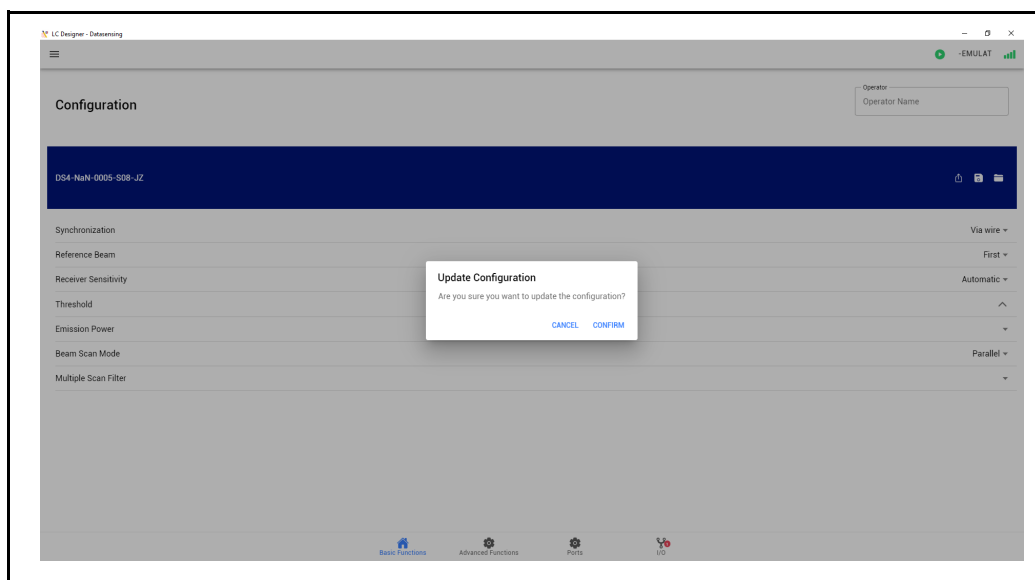 LC Designer - Datasensing
-EMULAT
Configuration
Operator
Operator Name
DS4-NaN-0005-S08-JZ
Synchronization Via wire
Reference Beam First
Receiver Sensitivity Automatic
Threshold
Emission Power
Beam Scan Mode Parallel
Multiple Scan Filter
Update Configuration
Are you sure you want to update the configuration?
CANCEL CONFIRM
Basic Functions Advanced Functions Ports I/O